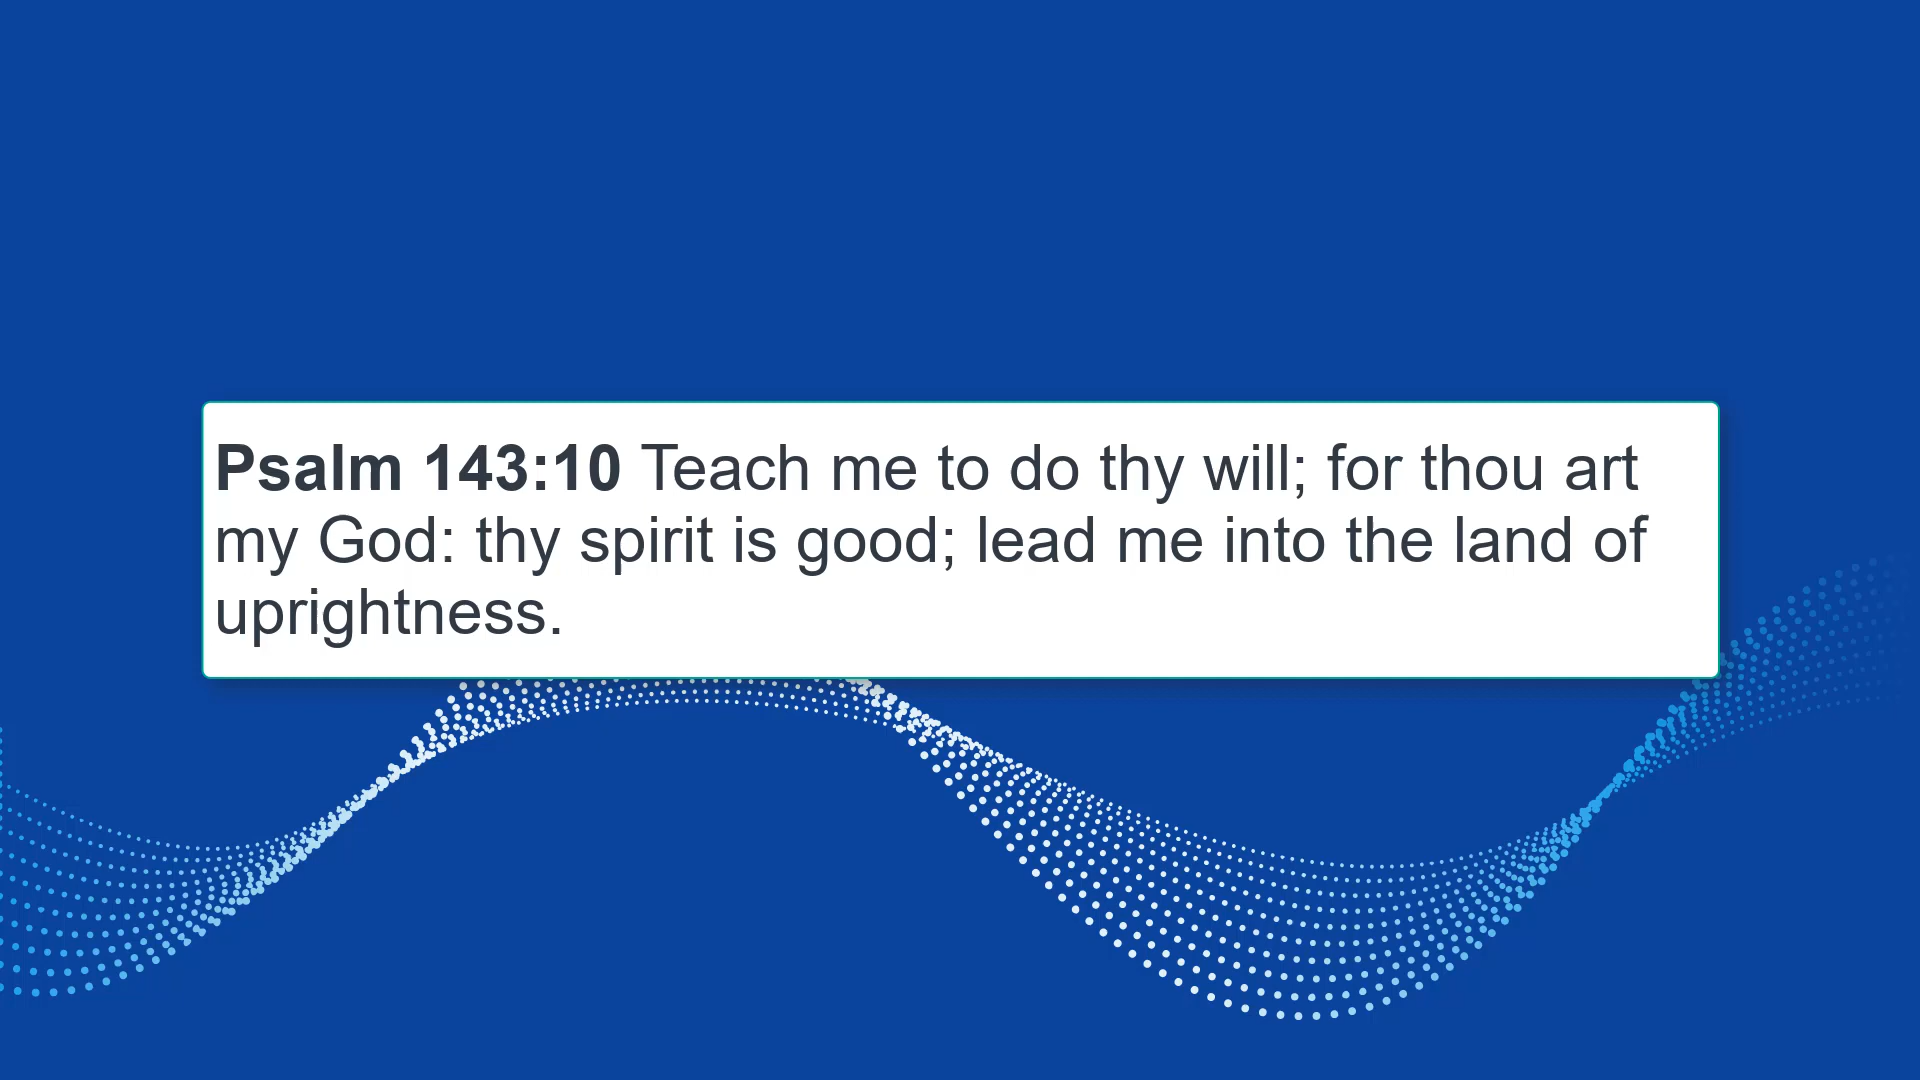 Psalm 143:10 Teach me to do thy will; for thou art
my God: thy spirit is good; lead me into the land of
uprightness.